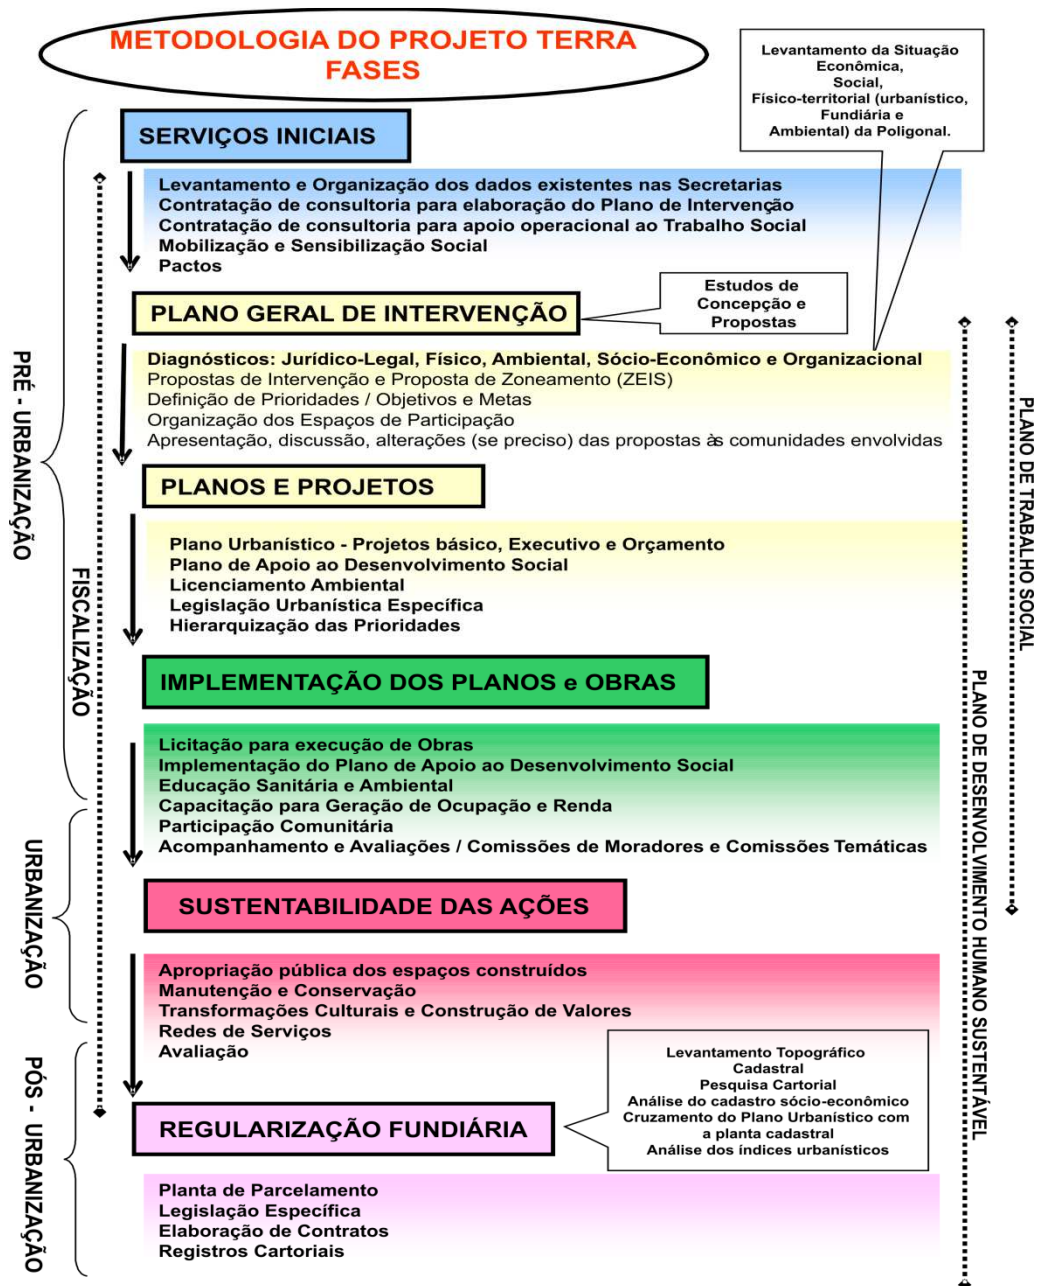 METODOLOGIA DO PROJETO TERRA
FASES
Levantamento da Situação
Econômica,
Social,
Físico-territorial (urbanístico,
Fundiária e
Ambiental) da Poligonal.
SERVIÇOS INICIAIS
Levantamento e Organização dos dados existentes nas Secretarias
Contratação de consultoria para elaboração do Plano de Intervenção
Contratação de consultoria para apoio operacional ao Trabalho Social
Mobilização e Sensibilização Social
Pactos
PLANO GERAL DE INTERVENÇÃO
Estudos de
Concepção e
Propostas
Diagnósticos: Jurídico-Legal, Físico, Ambiental, Sócio-Econômico e Organizacional
Propostas de Intervenção e Proposta de Zoneamento (ZEIS)
Definição de Prioridades / Objetivos e Metas
Organização dos Espaços de Participação
Apresentação, discussão, alterações (se preciso) das propostas às comunidades envolvidas
PLANOS E PROJETOS
Plano Urbanístico - Projetos básico, Executivo e Orçamento
Plano de Apoio ao Desenvolvimento Social
Licenciamento Ambiental
Legislação Urbanística Específica
Hierarquização das Prioridades
IMPLEMENTAÇÃO DOS PLANOS e OBRAS
Licitação para execução de Obras
Implementação do Plano de Apoio ao Desenvolvimento Social
Educação Sanitária e Ambiental
Capacitação para Geração de Ocupação e Renda
Participação Comunitária
Acompanhamento e Avaliações / Comissões de Moradores e Comissões Temáticas
SUSTENTABILIDADE DAS AÇÕES
Apropriação pública dos espaços construídos
Manutenção e Conservação
Transformações Culturais e Construção de Valores
Redes de Serviços
Avaliação
REGULARIZAÇÃO FUNDIÁRIA
Levantamento Topográfico
Cadastral
Pesquisa Cartorial
Análise do cadastro sócio-econômico
Cruzamento do Plano Urbanístico com
a planta cadastral
Análise dos índices urbanísticos
Planta de Parcelamento
Legislação Específica
Elaboração de Contratos
Registros Cartoriais
PRÉ - URBANIZAÇÃO
FISCALIZAÇÃO
URBANIZAÇÃO
PÓS - URBANIZAÇÃO
PLANO DE TRABALHO SOCIAL
PLANO DE DESENVOLVIMENTO HUMANO SUSTENTÁVEL